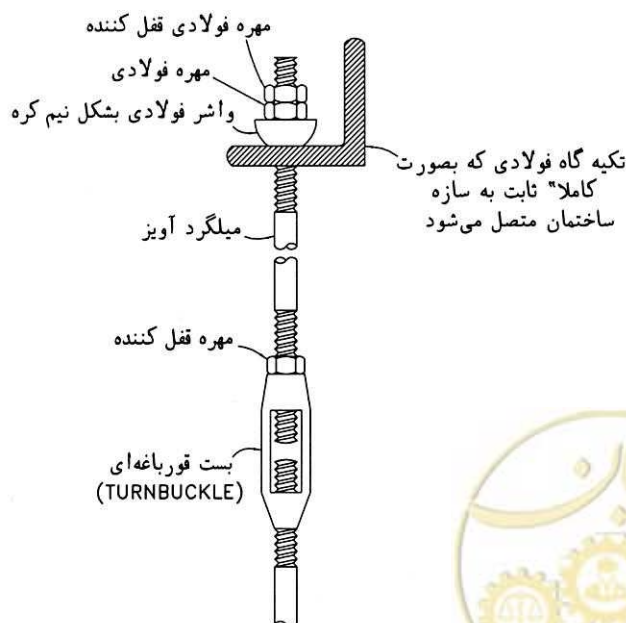 مهره فولادی قفل کننده
مهره فولادی
واشر فولادی بشکل نیم کره
تکیه گاه فولادی که بصورت
کاملا" ثابت به سازه
ساختمان متصل می‌شود
میلگرد آویز
مهره قفل کننده
بست قورباغه‌ای
(TURNBUCKLE)